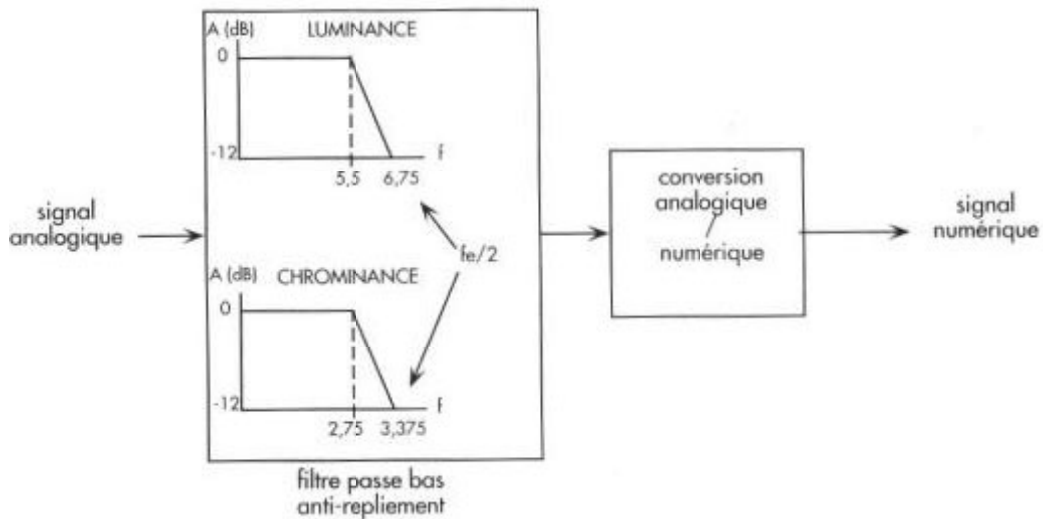 A (dB)
LUMINANCE
0
-12
f
5,5
6,75
signal
analogique
fe/2
A (dB)
CHROMINANCE
0
-12
f
2,75
3,375
filtre passe bas
anti-repliement
conversion
analogique
/
numérique
signal
numérique